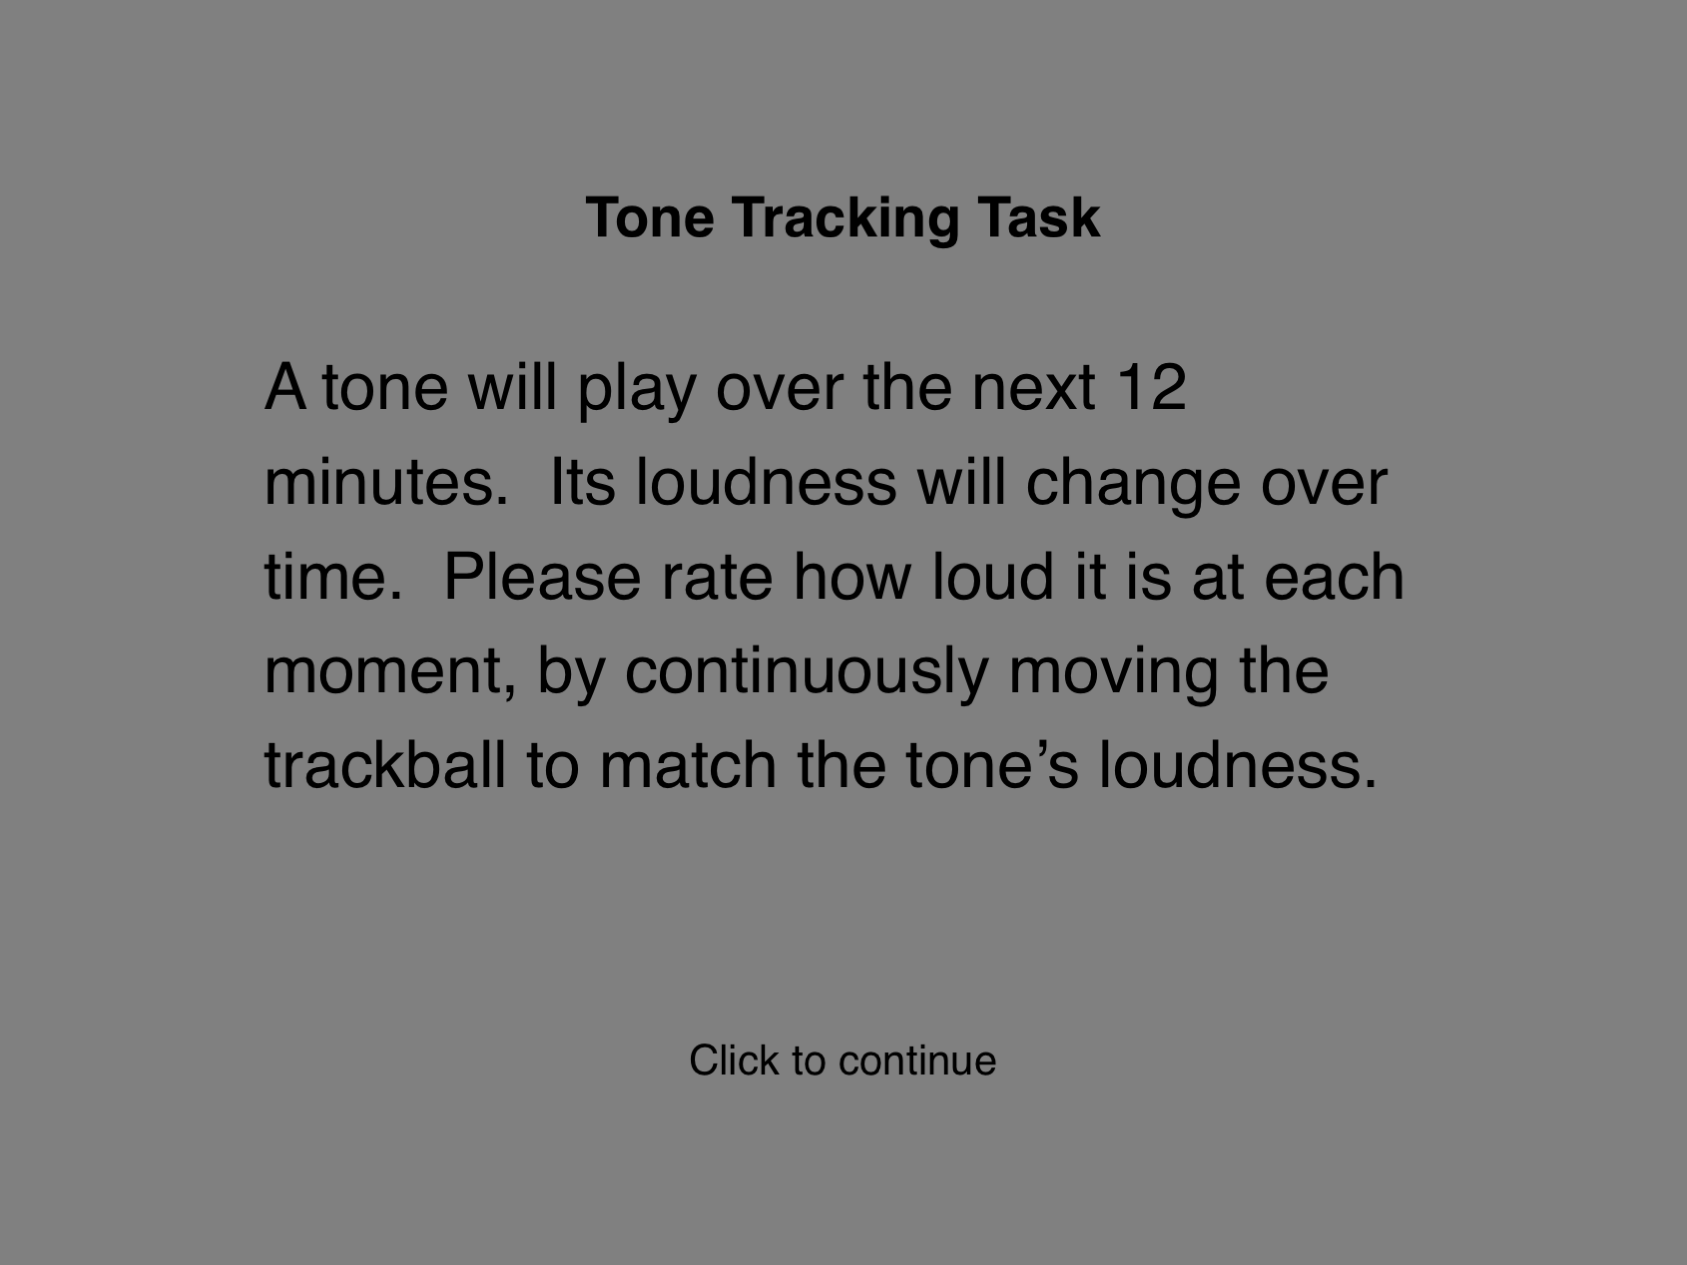 Tone Tracking Task
A tone will play over the next 12
minutes.  Its loudness will change over
time.  Please rate how loud it is at each
moment, by continuously moving the
trackball to match the tone’s loudness.
Click to continue